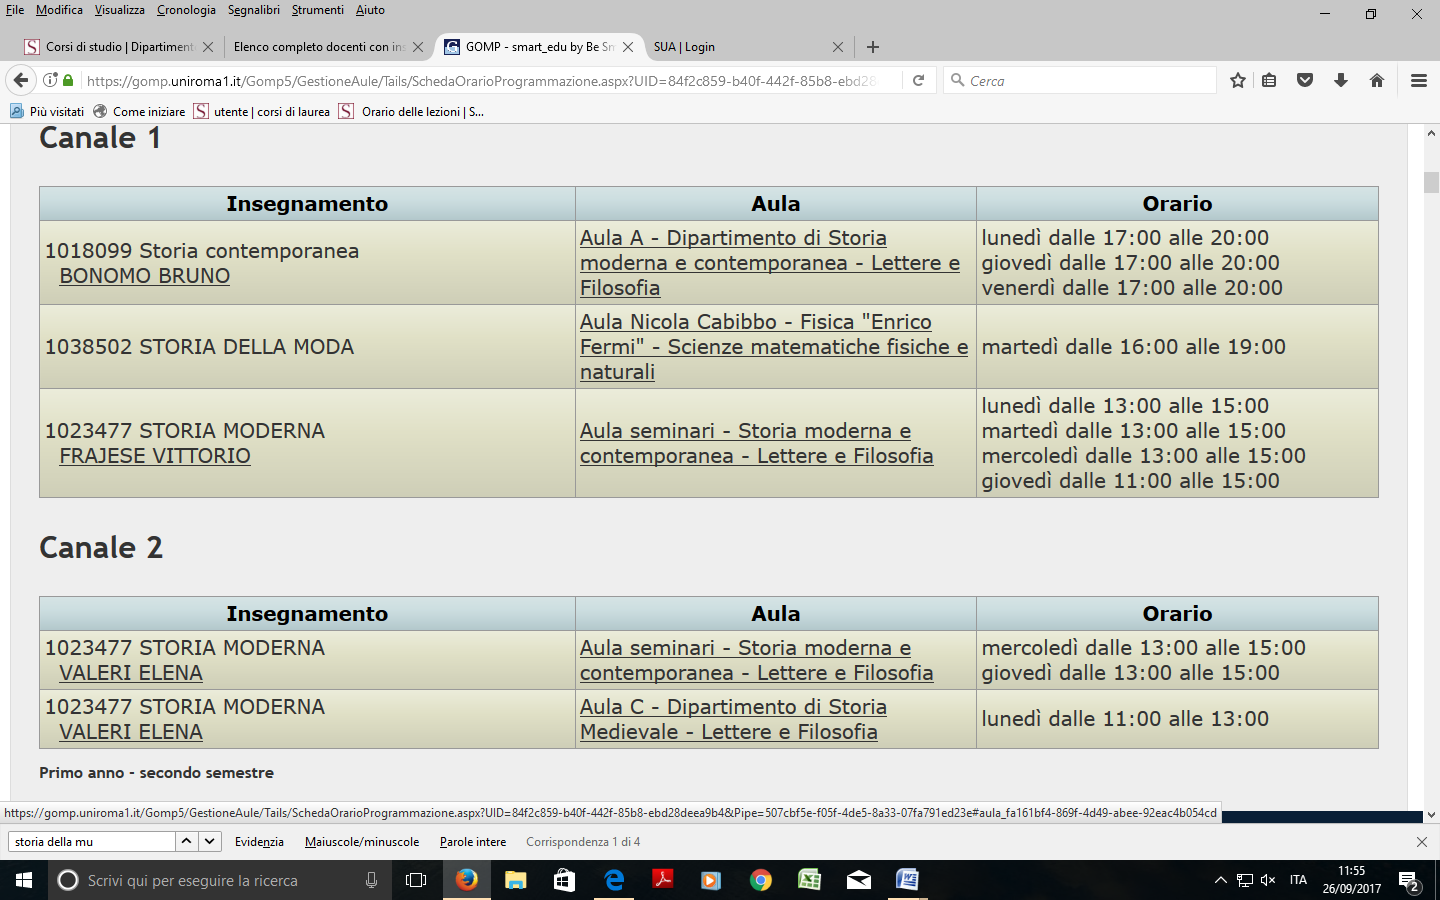 File Modifica Visualizza Cronologia Segnalibri Strumenti Aiuto
Corsi di studio | Dipartiment
Elenco completo docenti con in
GOMP - smart_edu by Be Sm
SUA | Login
https://gomp.uniroma1.it/Gomp5/GestioneAule/Tails/SchedaOrarioProgrammazione.aspx?UID=84f2c859-b40f-442f-85b8-ebd28
Cerca
Più visitati Come iniziare utente | corsi di laurea Orario delle lezioni | S...
Canale 1
Insegnamento Aula Orario
1018099 Storia contemporanea
BONOMO BRUNO
Aula A - Dipartimento di Storia
moderna e contemporanea - Lettere e
Filosofia
lunedì dalle 17:00 alle 20:00
giovedì dalle 17:00 alle 20:00
venerdì dalle 17:00 alle 20:00
1038502 STORIA DELLA MODA
Aula Nicola Cabibbo - Fisica "Enrico
Fermi" - Scienze matematiche fisiche e
naturali
martedì dalle 16:00 alle 19:00
1023477 STORIA MODERNA
FRAJESE VITTORIO
Aula seminari - Storia moderna e
contemporanea - Lettere e Filosofia
lunedì dalle 13:00 alle 15:00
martedì dalle 13:00 alle 15:00
mercoledì dalle 13:00 alle 15:00
giovedì dalle 11:00 alle 15:00
Canale 2
Insegnamento Aula Orario
1023477 STORIA MODERNA
VALERI ELENA
Aula seminari - Storia moderna e
contemporanea - Lettere e Filosofia
mercoledì dalle 13:00 alle 15:00
giovedì dalle 13:00 alle 15:00
1023477 STORIA MODERNA
VALERI ELENA
Aula C - Dipartimento di Storia
Medievale - Lettere e Filosofia
lunedì dalle 11:00 alle 13:00
Primo anno - secondo semestre
https://gomp.uniroma1.it/Gomp5/GestioneAule/Tails/SchedaOrarioProgrammazione.aspx?UID=84f2c859-b40f-442f-85b8-ebd28deea9b4&Pipe=507cbf5e-f05f-4de5-8a33-07fa791ed23e#aula_fa161bf4-869f-4d49-abee-92eac4b054cd
storia della mu Evidenzia Maiuscole/minuscole Parole intere Corrispondenza 1 di 4
Scrivi qui per eseguire la ricerca
ITA
11:55
26/09/2017
2